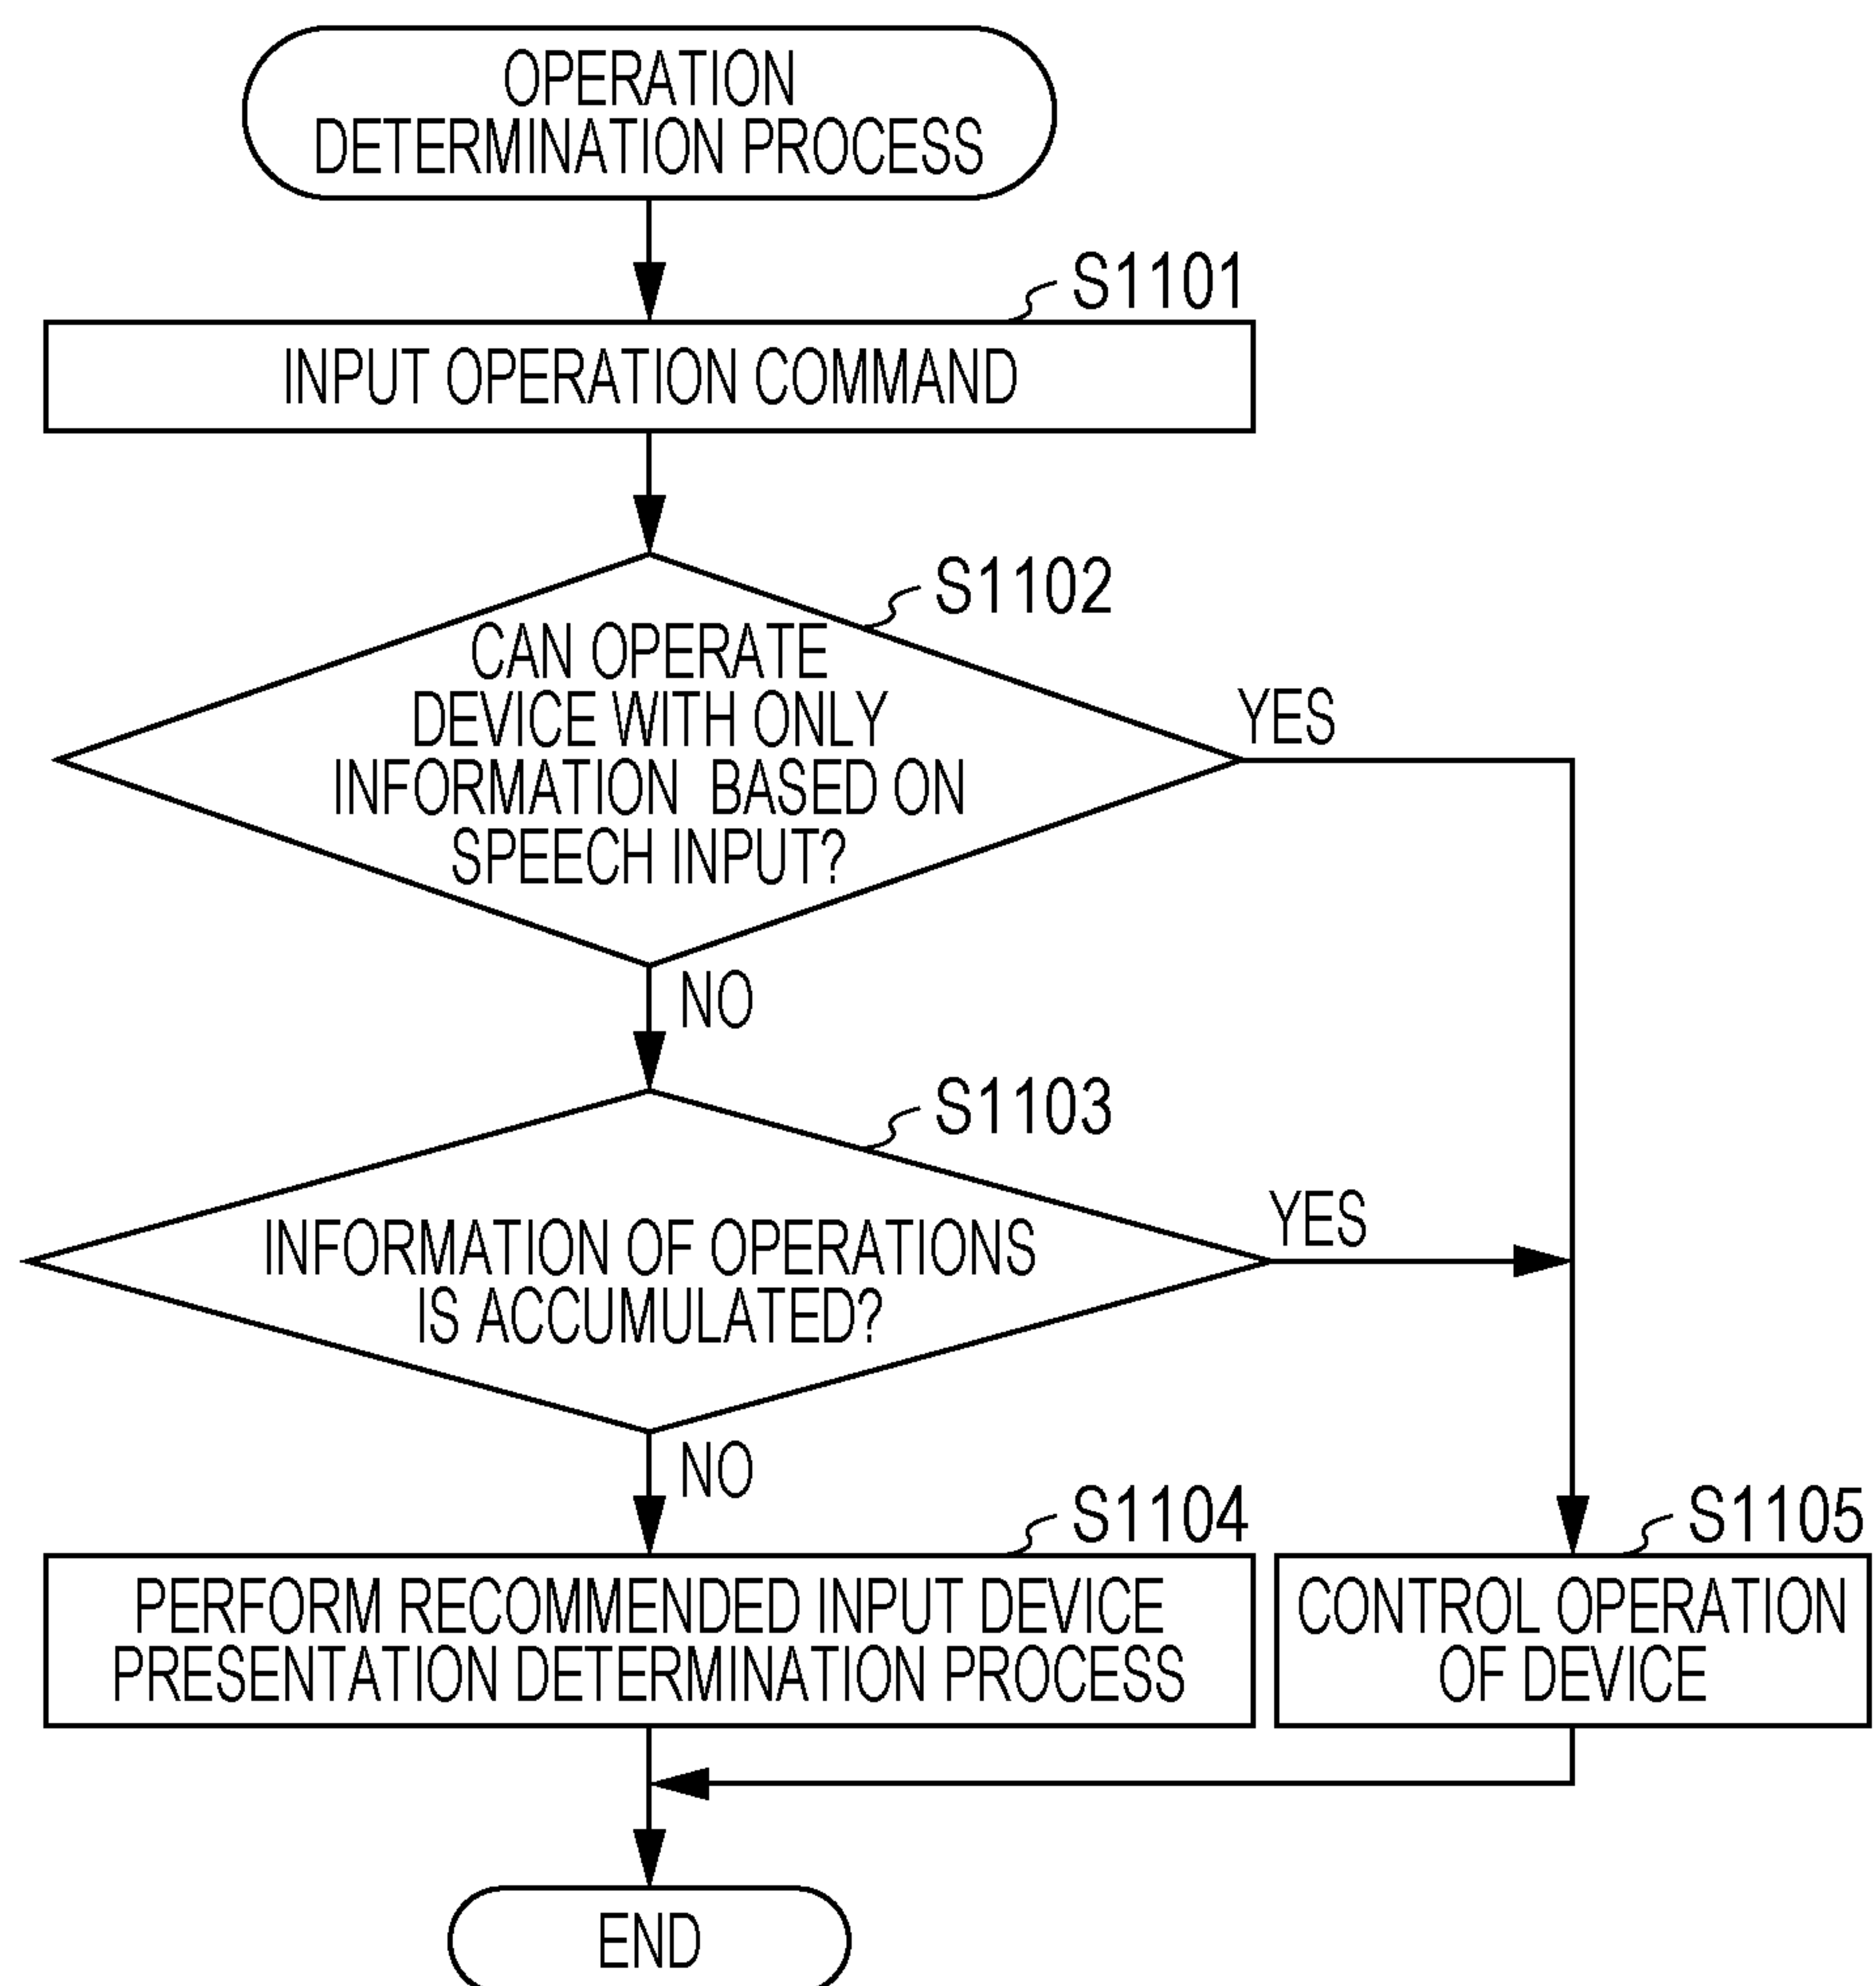 OPERATION
DETERMINATION PROCESS
S1101
INPUT OPERATION COMMAND
S1102
CAN OPERATE
DEVICE WITH ONLY
INFORMATION BASED ON
SPEECH INPUT?
YES
NO
S1103
INFORMATION OF OPERATIONS
IS ACCUMULATED?
YES
NO
S1104
PERFORM RECOMMENDED INPUT DEVICE
PRESENTATION DETERMINATION PROCESS
S1105
CONTROL OPERATION
OF DEVICE
END